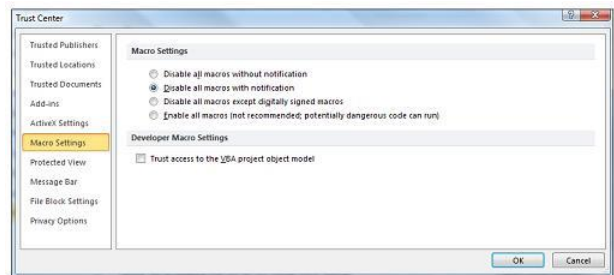 Trust Center
Trusted Publishers
Trusted Locations
Trusted Documents
Add-ins
ActiveX Settings
Macro Settings
Protected View
Message Bar
File Block Settings
Privacy Options
Macro Settings
Disable all macros without notification
Disable all macros with notification
Disable all macros except digitally signed macros
Enable all macros (not recommended; potentially dangerous code can run)
Developer Macro Settings
Trust access to the VBA project object model
OK
Cancel